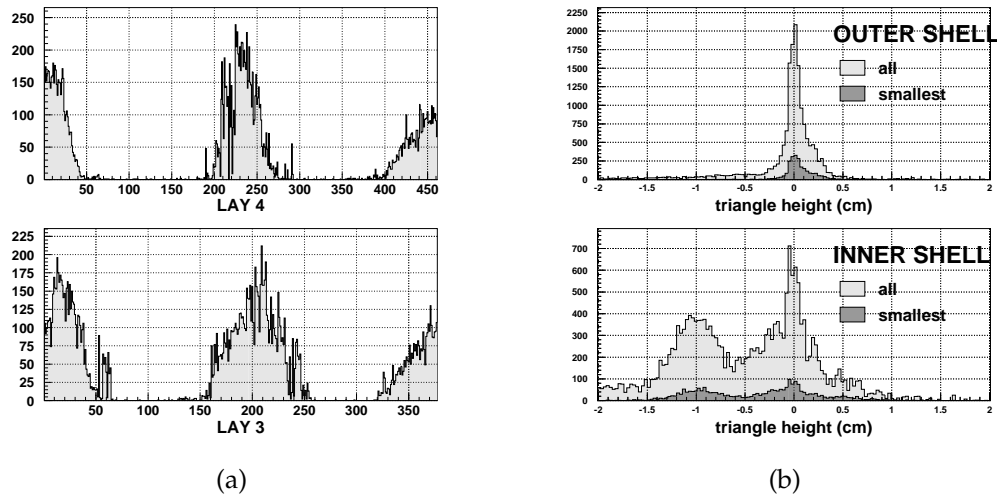 250
200
150
100
50
0
50 100 150 200 250 300 350 400 450
LAY 4
225
200
175
150
125
100
75
50
25
0
50 100 150 200 250 300 350
LAY 3
(a)
2250
2000
1750
1500
1250
1000
750
500
250
0
-2 -1.5 -1 -0.5 0 0.5 1 1.5 2
triangle height (cm)
OUTER SHELL
all
smallest
700
600
500
400
300
200
100
0
-2 -1.5 -1 -0.5 0 0.5 1 1.5 2
triangle height (cm)
INNER SHELL
all
smallest
(b)